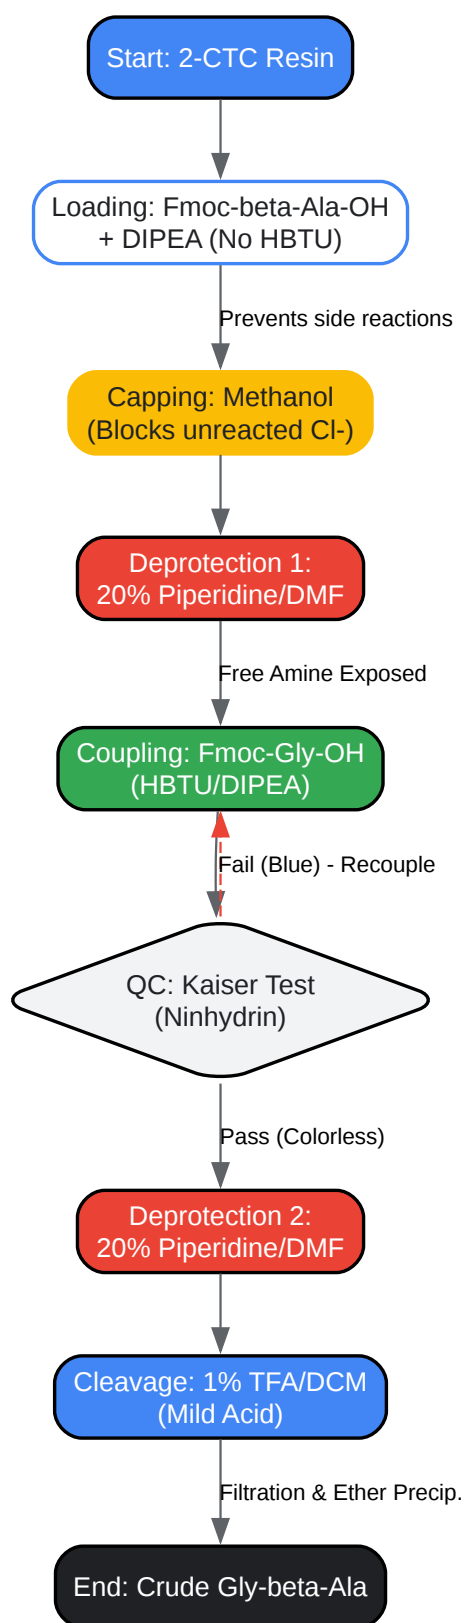 Start: 2-CTC Resin
Loading: Fmoc-beta-Ala-OH
+ DIPEA (No HBTU)
Prevents side reactions
Capping: Methanol
(Blocks unreacted Cl-)
Deprotection 1:
20% Piperidine/DMF
Free Amine Exposed
Coupling: Fmoc-Gly-OH
(HBTU/DIPEA)
Fail (Blue) - Recouple
QC: Kaiser Test
(Ninhydrin)
Pass (Colorless)
Deprotection 2:
20% Piperidine/DMF
Cleavage: 1% TFA/DCM
(Mild Acid)
Filtration & Ether Precip.
End: Crude Gly-beta-Ala